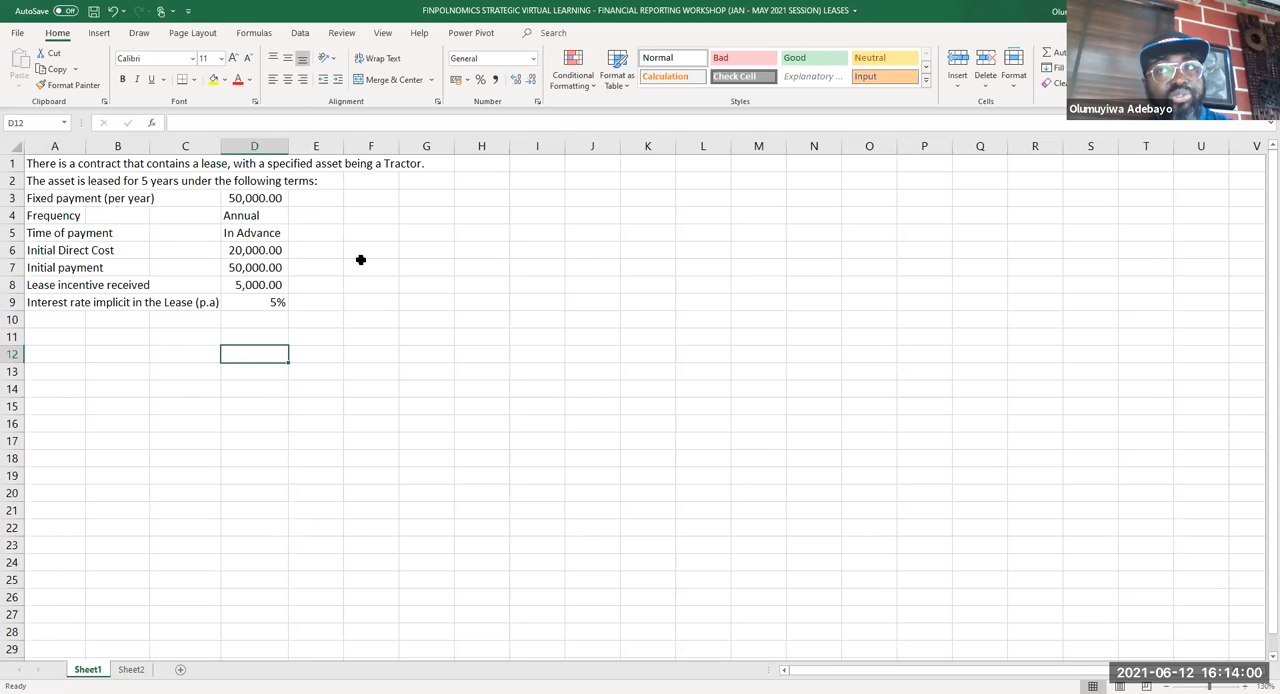 AutoSave Off
FINPOLNOMICS STRATEGIC VIRTUAL LEARNING - FINANCIAL REPORTING WORKSHOP (JAN - MAY 2021 SESSION) LEASES
Olu
File Home Insert Draw Page Layout Formulas Data Review View Help Power Pivot Search
Paste
Cut
Copy
Format Painter
Clipboard
Calibri 11
B I U
Font
Wrap Text
Merge & Center
Alignment
General
Number
Conditional Formatting
Format as Table
Normal Bad Good Neutral
Calculation Check Cell Explanatory ... Input
Styles
Insert Delete Format
Cells
Aut
Fill
Cle
Olumuyiwa Adebayo
D12
fx
A B C D E F G H I J K L M N O P Q R S T U V
1 There is a contract that contains a lease, with a specified asset being a Tractor.
2 The asset is leased for 5 years under the following terms:
3 Fixed payment (per year) 50,000.00
4 Frequency Annual
5 Time of payment In Advance
6 Initial Direct Cost 20,000.00
7 Initial payment 50,000.00
8 Lease incentive received 5,000.00
9 Interest rate implicit in the Lease (p.a) 5%
10
11
12
13
14
15
16
17
18
19
20
21
22
23
24
25
26
27
28
29
Sheet1 Sheet2
2021-06-12 16:14:00
Ready
130%